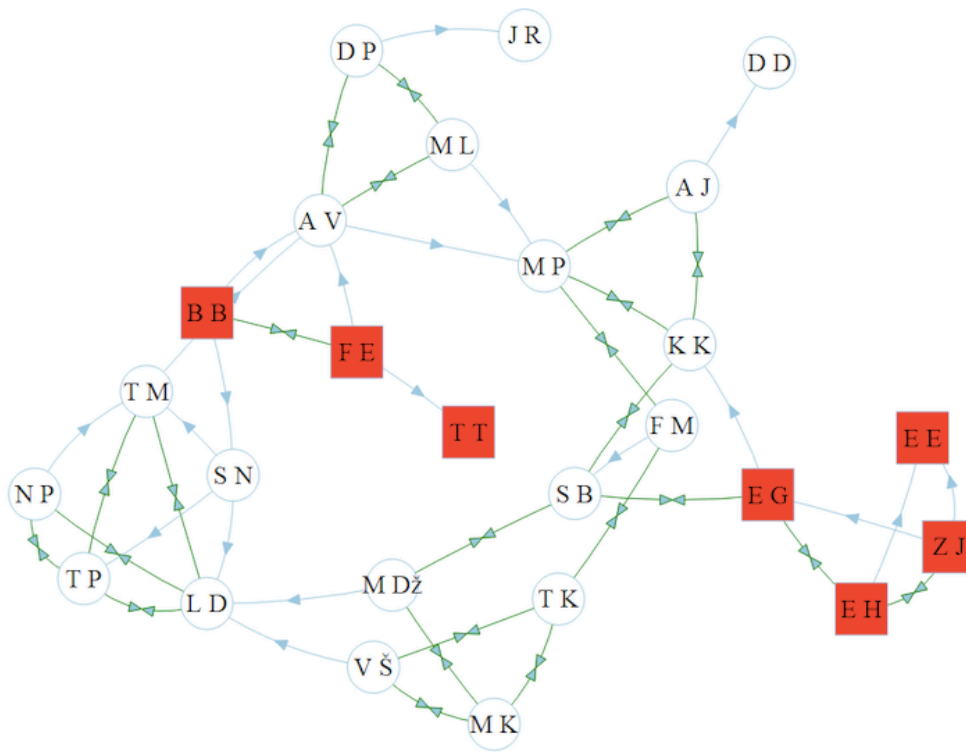 J R
D P
D D
M L
A J
A V
M P
B B
F E
K K
T M
T T
F M
E E
S N
N P
S B
E G
Z J
T P
M Dž
L D
T K
E H
V Š
M K